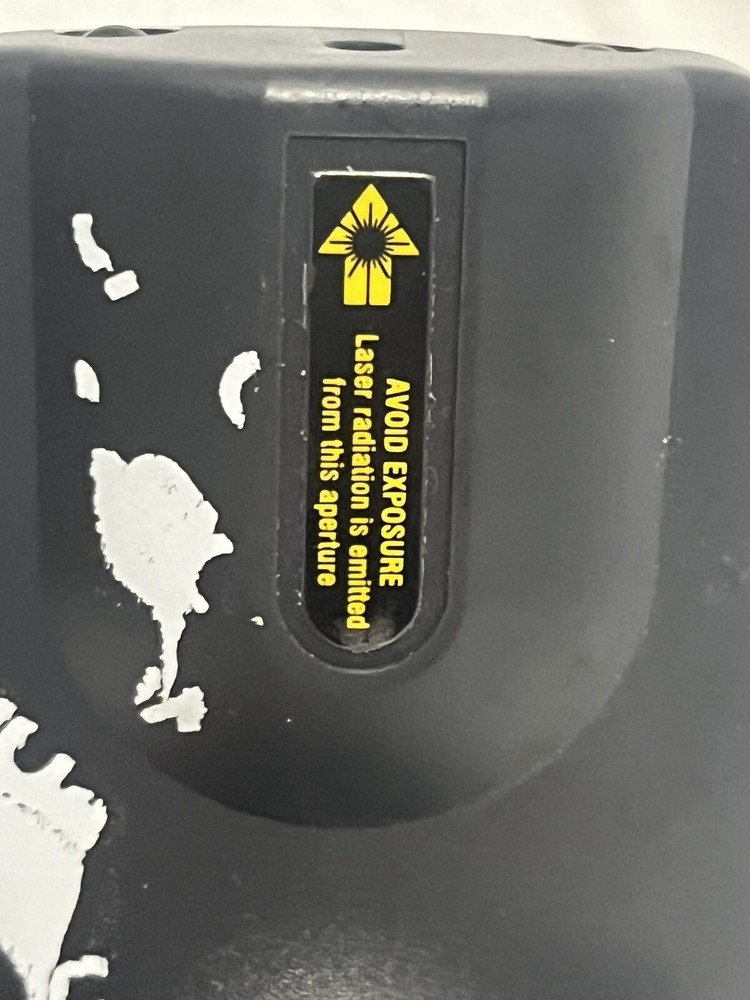 AVOID EXPOSURE
Laser radiation is emitted
from this aperture